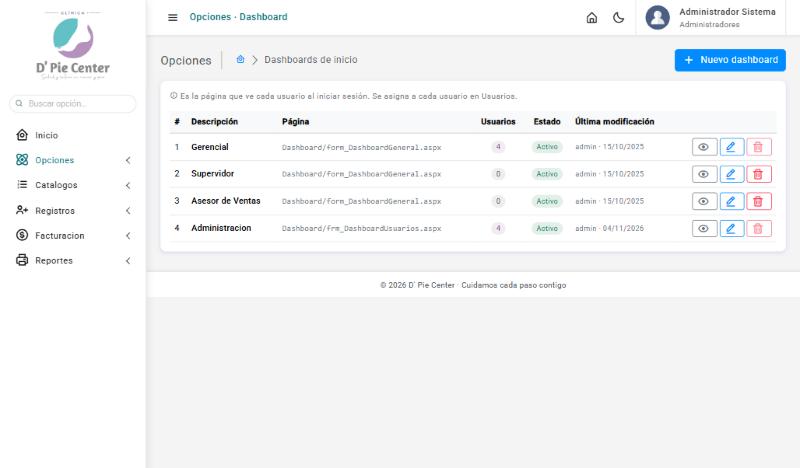 CLINICA
D' Pie Center
Buscar opción...
Inicio
Opciones
Catalogos
Registros
Facturacion
Reportes
Opciones · Dashboard
Administrador Sistema
Administradores
Opciones
Dashboards de inicio
+ Nuevo dashboard
Es la página que ve cada usuario al iniciar sesión. Se asigna a cada usuario en Usuarios.
# Descripción Página Usuarios Estado Última modificación
1 Gerencial Dashboard/form_DashboardGeneral.aspx 4 Activo admin · 15/10/2025
2 Supervidor Dashboard/form_DashboardGeneral.aspx 0 Activo admin · 15/10/2025
3 Asesor de Ventas Dashboard/form_DashboardGeneral.aspx 0 Activo admin · 15/10/2025
4 Administracion Dashboard/frm_DashboardUsuarios.aspx 4 Activo admin · 04/11/2026
© 2026 D' Pie Center · Cuidamos cada paso contigo